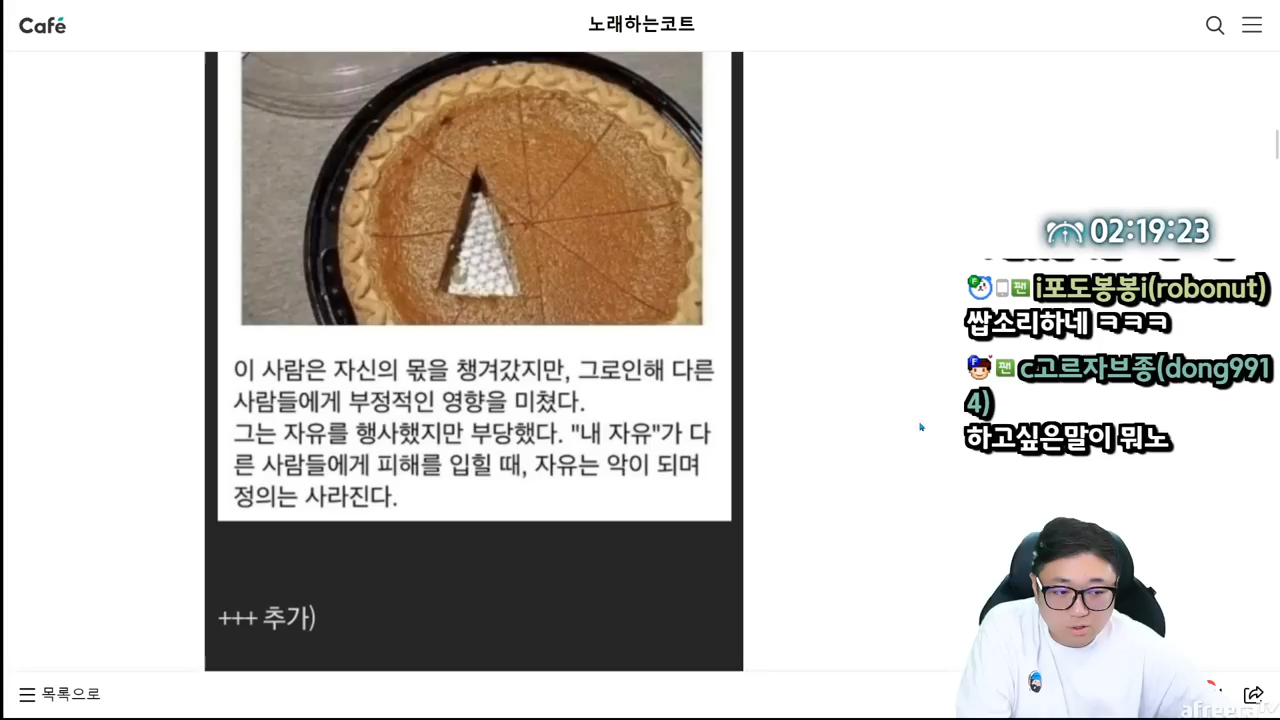 Café
노래하는코트
02:19:23
i포도봉봉i(robonut)
쌉소리하네 ㅋㅋㅋ
c고르자브종(dong991
4)
하고싶은말이 뭐노
이 사람은 자신의 몫을 챙겨갔지만, 그로인해 다른
사람들에게 부정적인 영향을 미쳤다.
그는 자유를 행사했지만 부당했다. "내 자유"가 다
른 사람들에게 피해를 입힐 때, 자유는 악이 되며
정의는 사라진다.
+++ 추가)
목록으로
afreecaTV